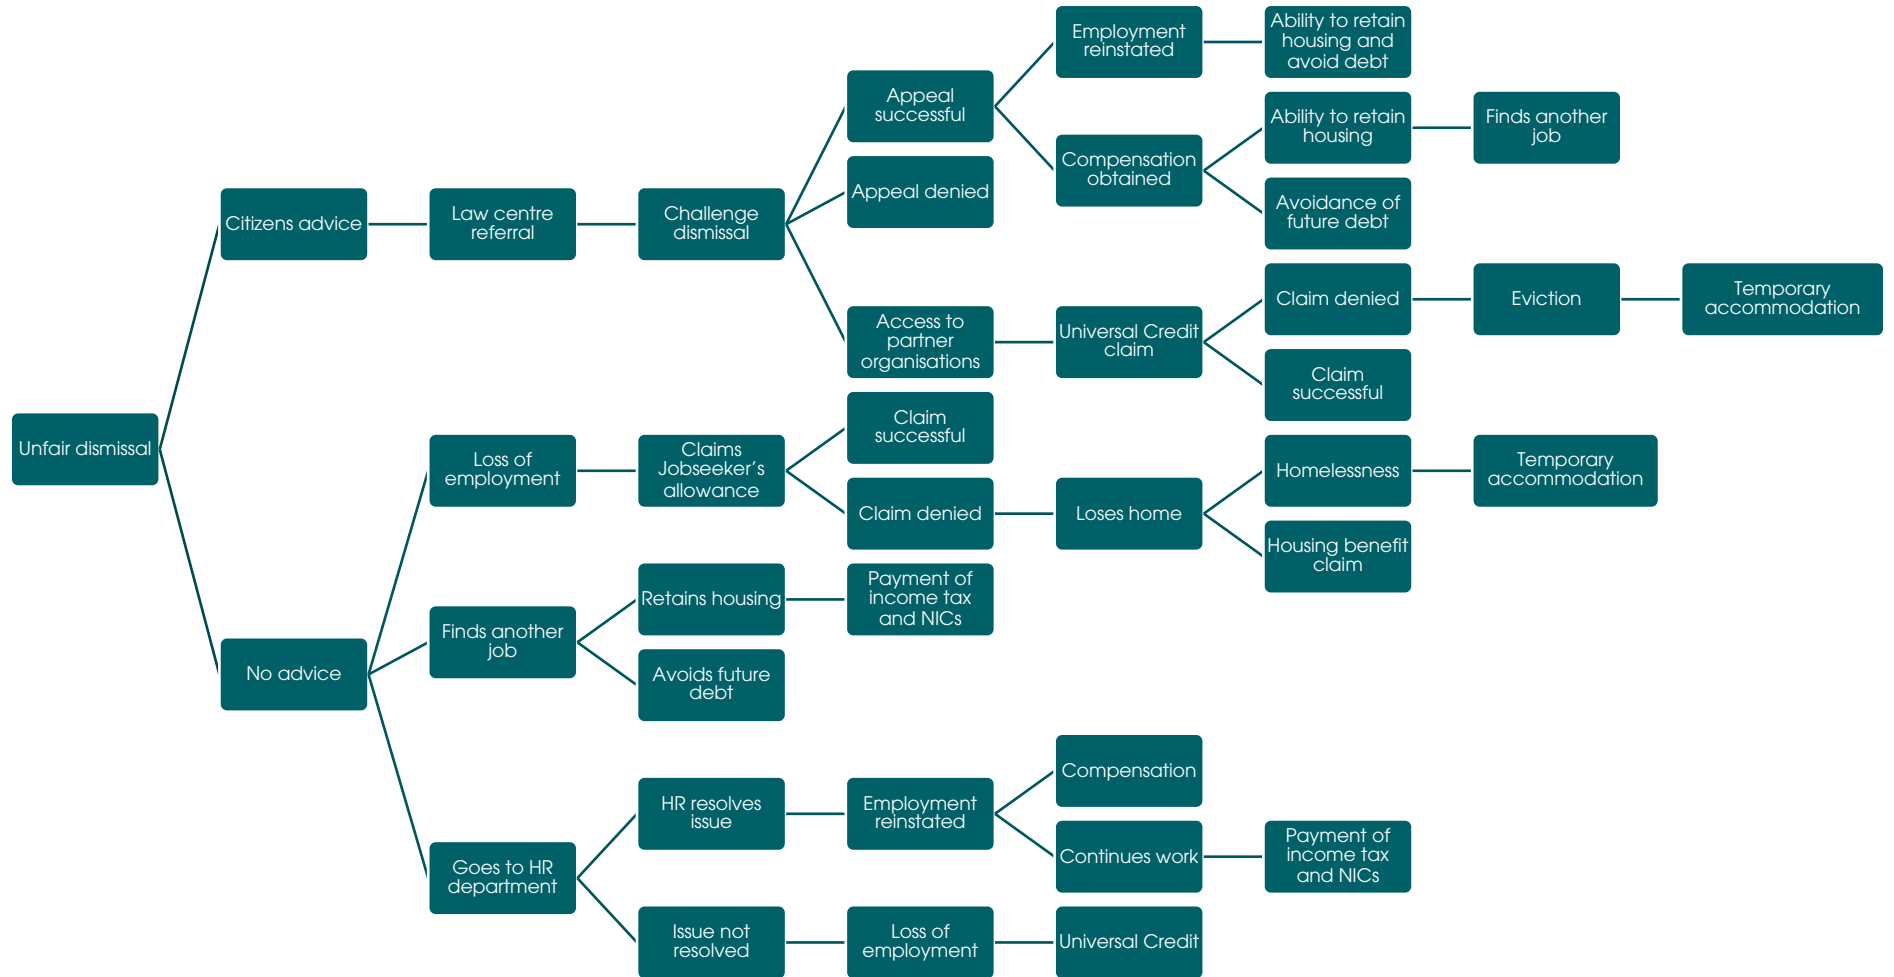 Unfair dismissal
Citizens advice
Law centre
referral
Challenge
dismissal
Appeal
successful
Employment
reinstated
Ability to retain
housing and
avoid debt
Compensation
obtained
Ability to retain
housing
Finds another
job
Avoidance of
future debt
Appeal denied
Access to
partner
organisations
Universal Credit
claim
Claim denied
Eviction
Temporary
accommodation
Claim
successful
No advice
Loss of
employment
Claims
Jobseeker’s
allowance
Claim
successful
Claim denied
Loses home
Homelessness
Temporary
accommodation
Housing benefit
claim
Finds another
job
Retains housing
Payment of
income tax
and NICs
Avoids future
debt
Goes to HR
department
HR resolves
issue
Employment
reinstated
Compensation
Continues work
Payment of
income tax
and NICs
Issue not
resolved
Loss of
employment
Universal Credit